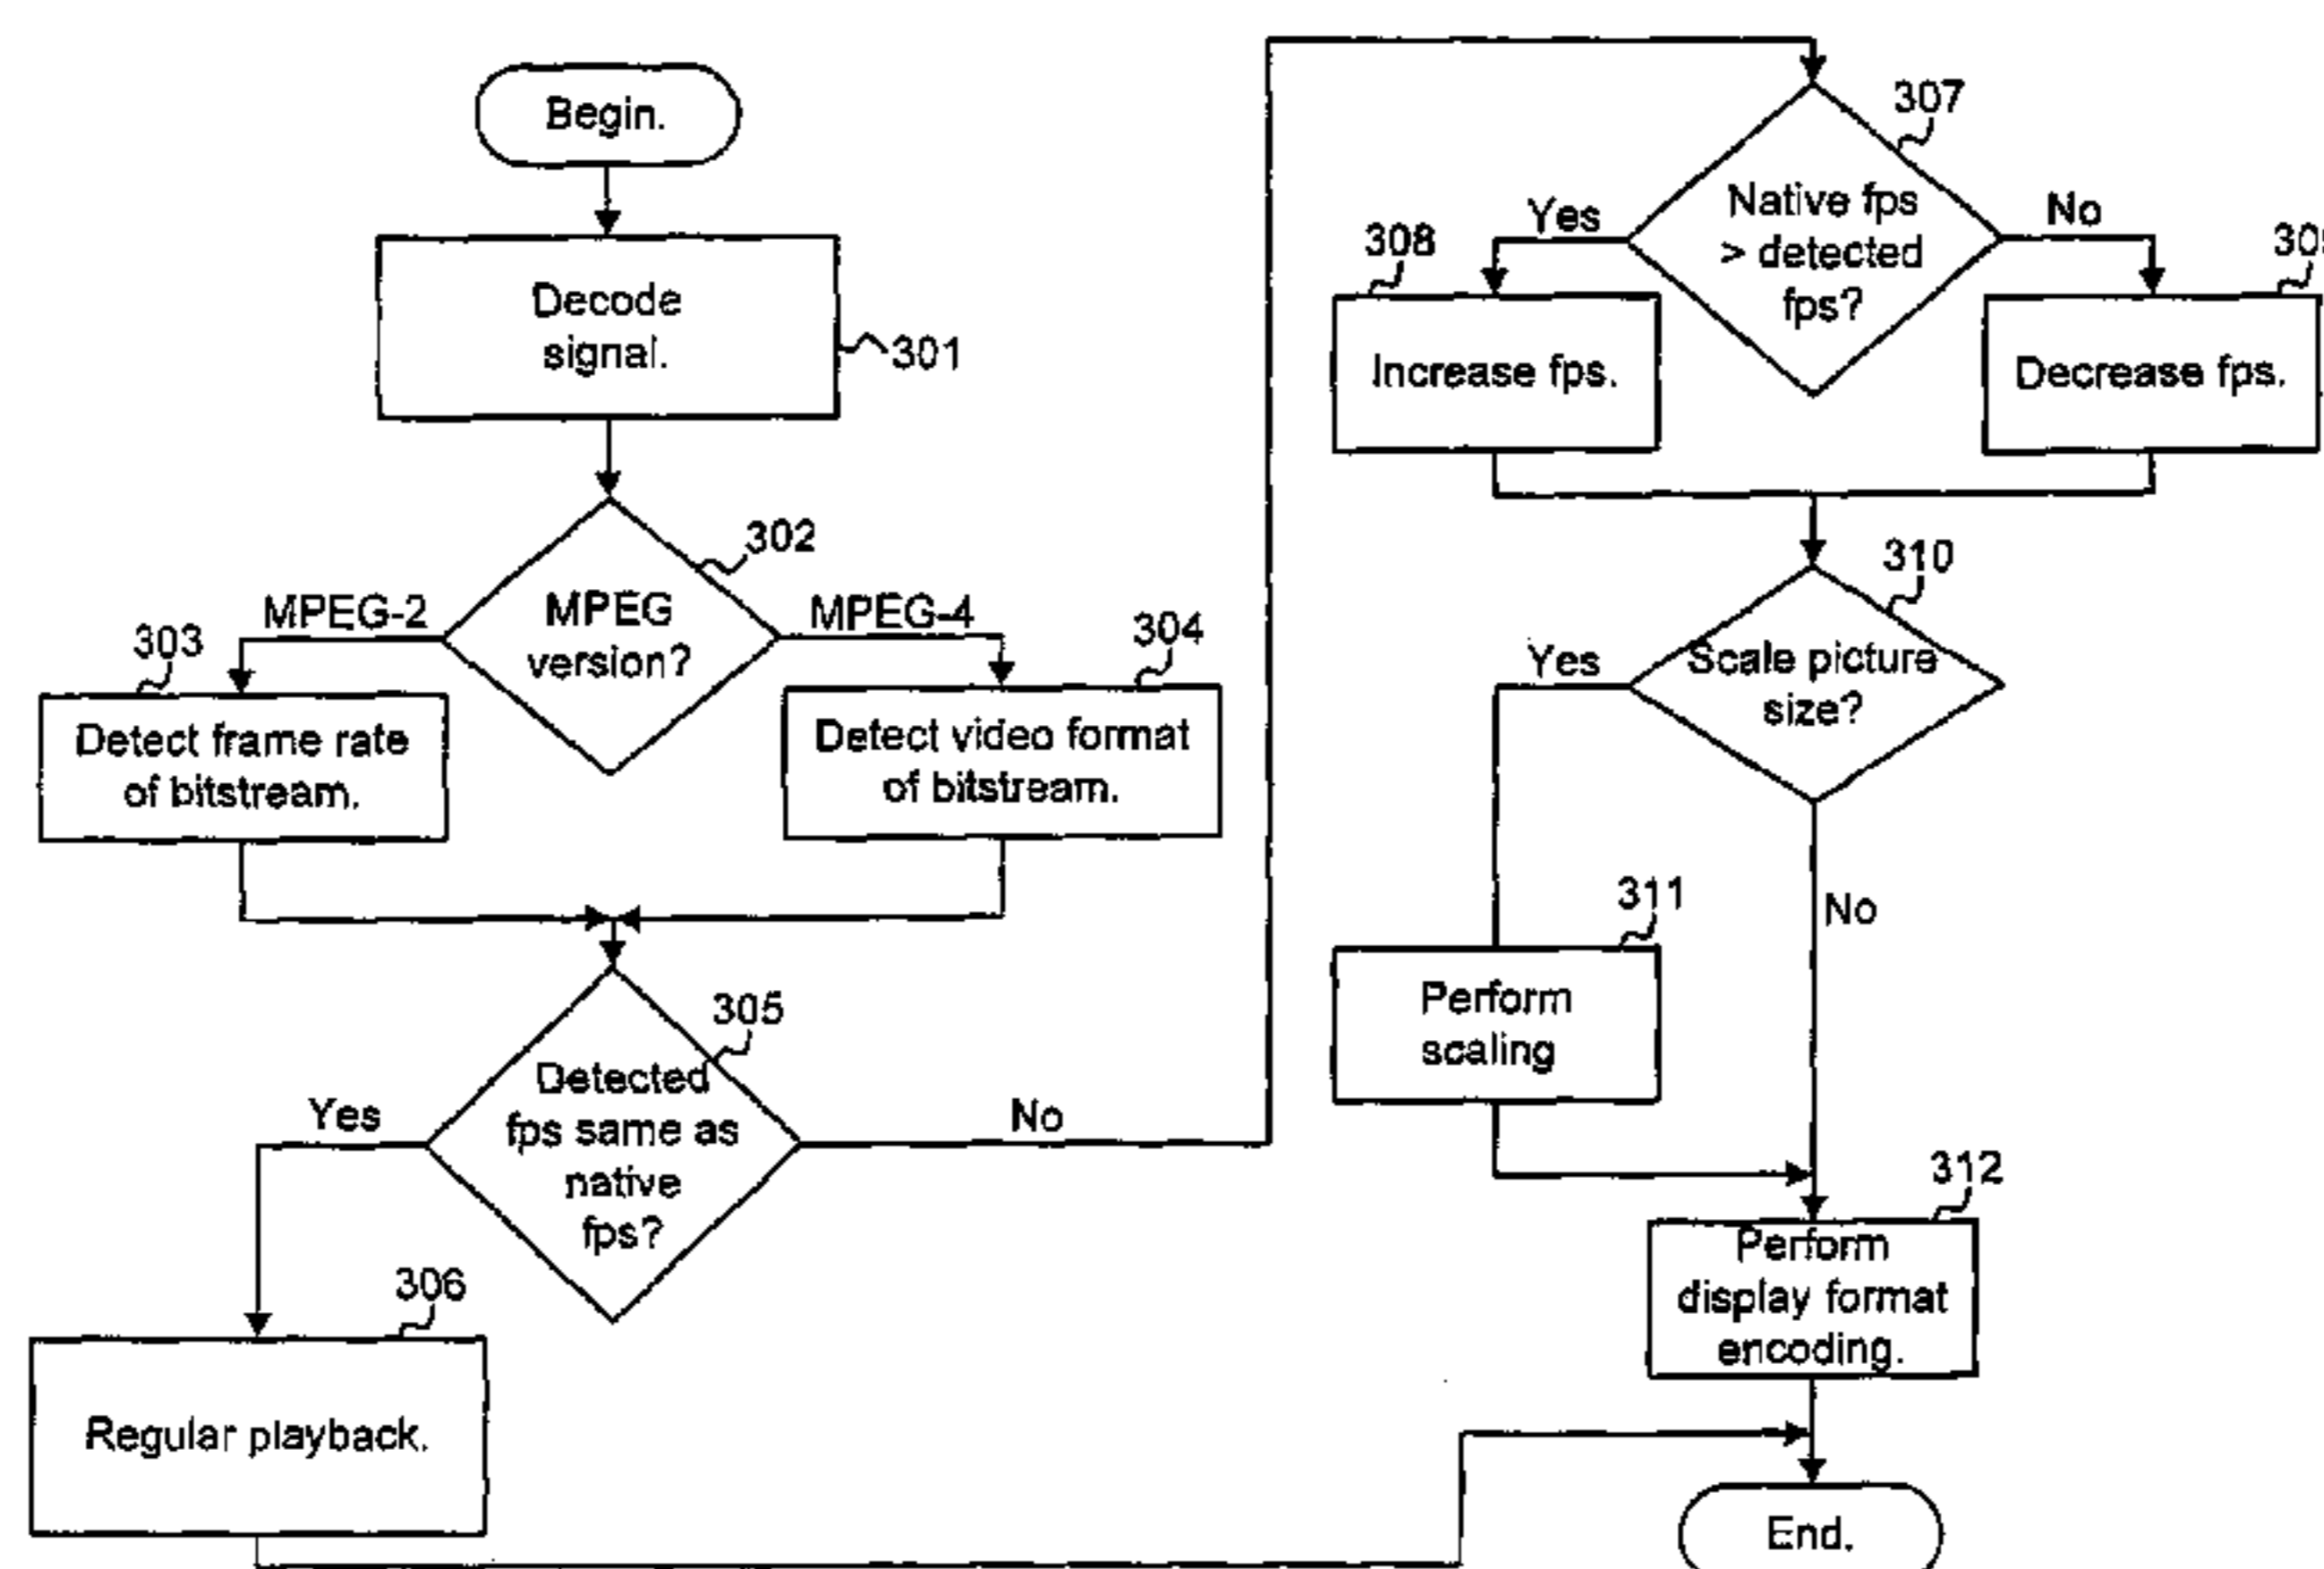 Begin.
Decode
signal.
301
302
MPEG
version?
MPEG-2
MPEG-4
303
Detect frame rate
of bitstream.
304
Detect video format
of bitstream.
305
Detected
fps same as
native
fps?
Yes
No
306
Regular playback.
307
Native fps
> detected
fps?
Yes
No
308
Increase fps.
Decrease fps.
310
Scale picture
size?
Yes
No
311
Perform
scaling
312
Perform
display format
encoding.
End.